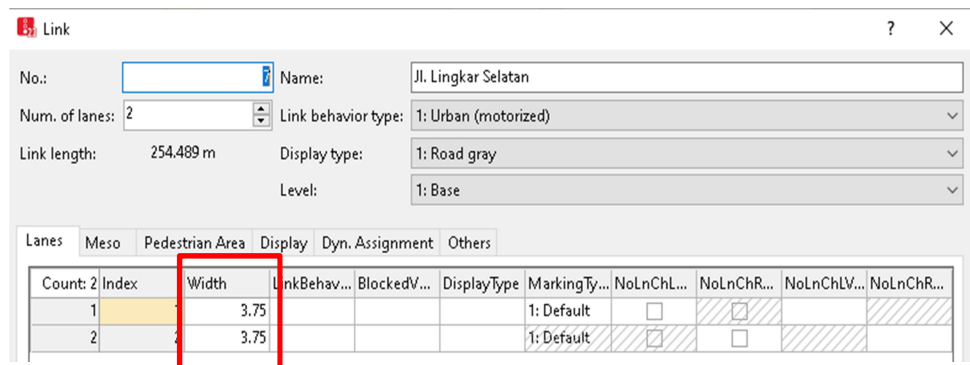 Link ?
No.: 7 Name: Jl. Lingkar Selatan
Num. of lanes: 2 Link behavior type: 1: Urban (motorized)
Link length: 254.489 m Display type: 1: Road gray
Level: 1: Base
Lanes Meso Pedestrian Area Display Dyn. Assignment Others
Count: 2 Index Width LinkBehav... BlockedV... DisplayType MarkingTy... NoLnChL... NoLnChR... NoLnChLV... NoLnChR...
1 1 3.75 1: Default
2 2 3.75 1: Default